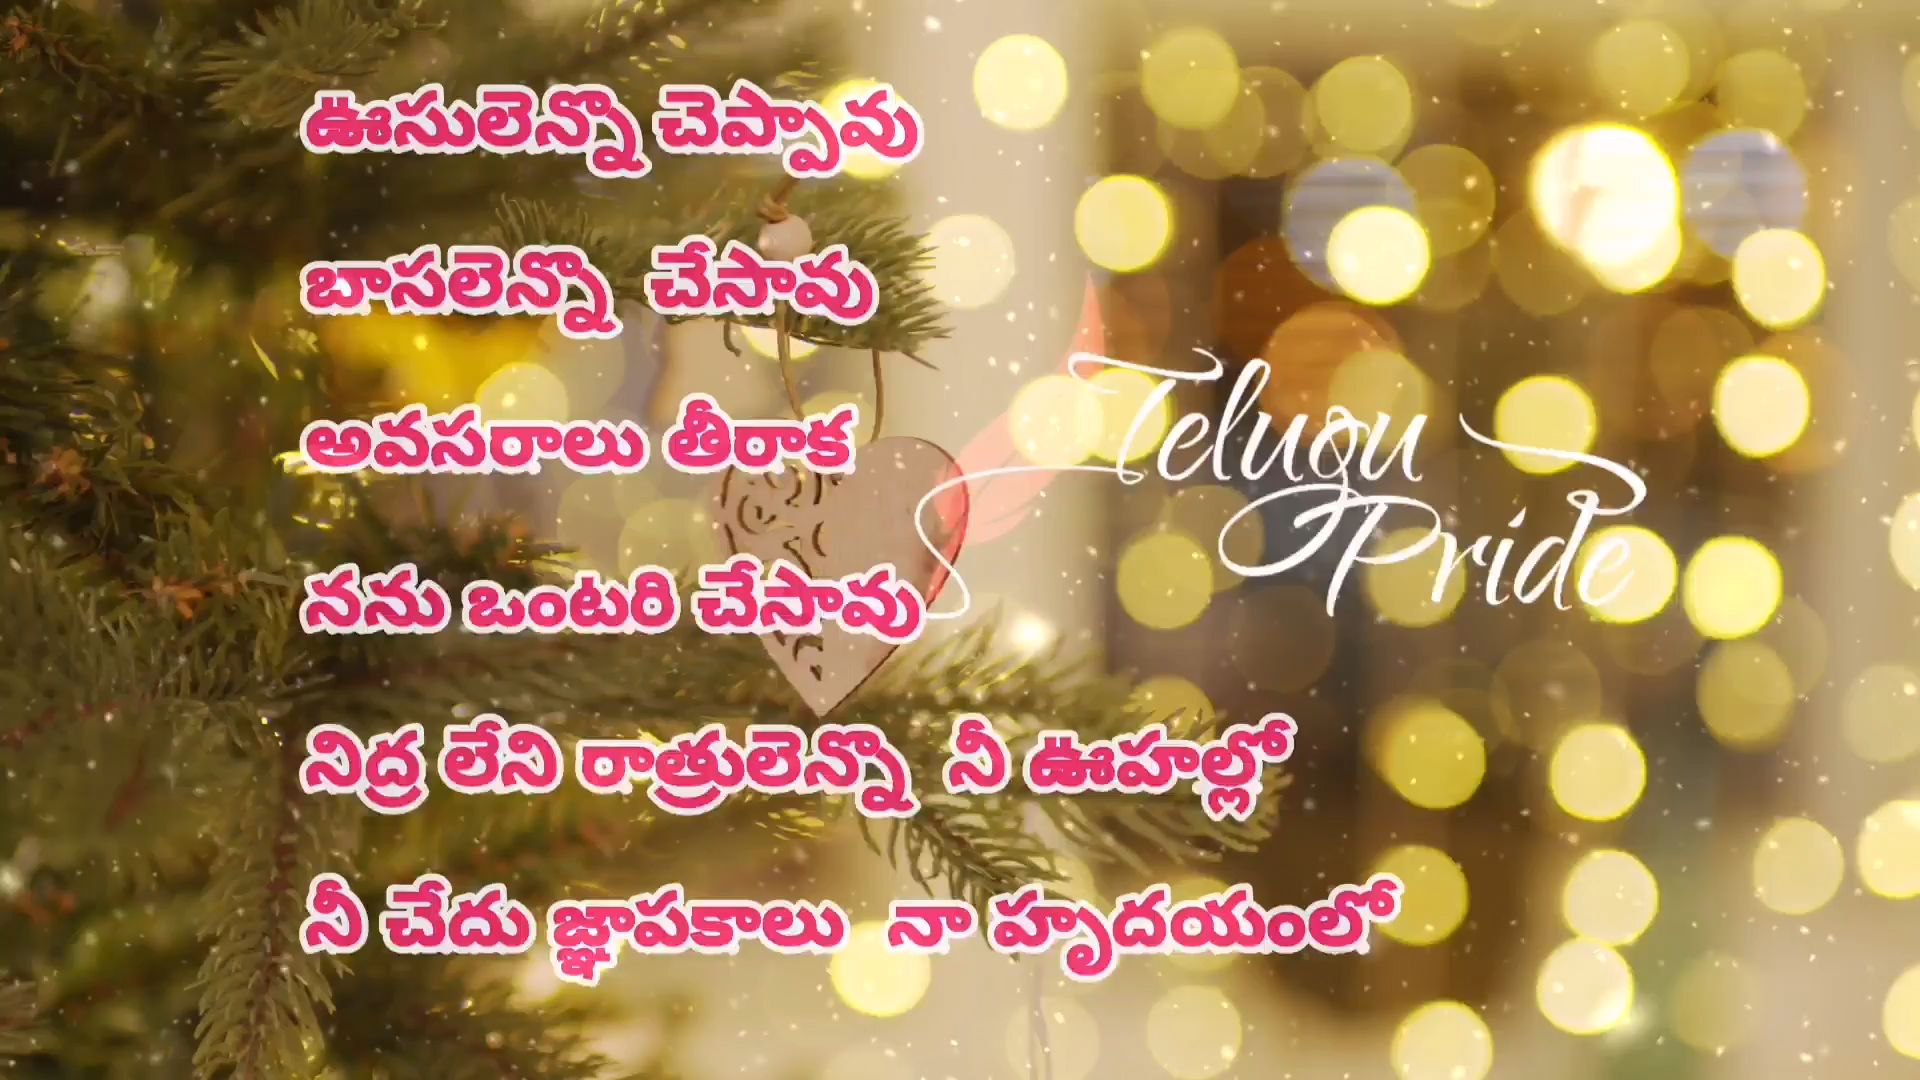 ఊసులెన్నొ చెప్పావు
బాసలెన్నొ చేసావు
అవసరాలు తీరాక
నను ఒంటరి చేసావు
నిద్ర లేని రాత్రులెన్నొ నీ ఊహల్లో
నీ చేదు జ్ఞాపకాలు నా హృదయంలో
Telugu
Pride